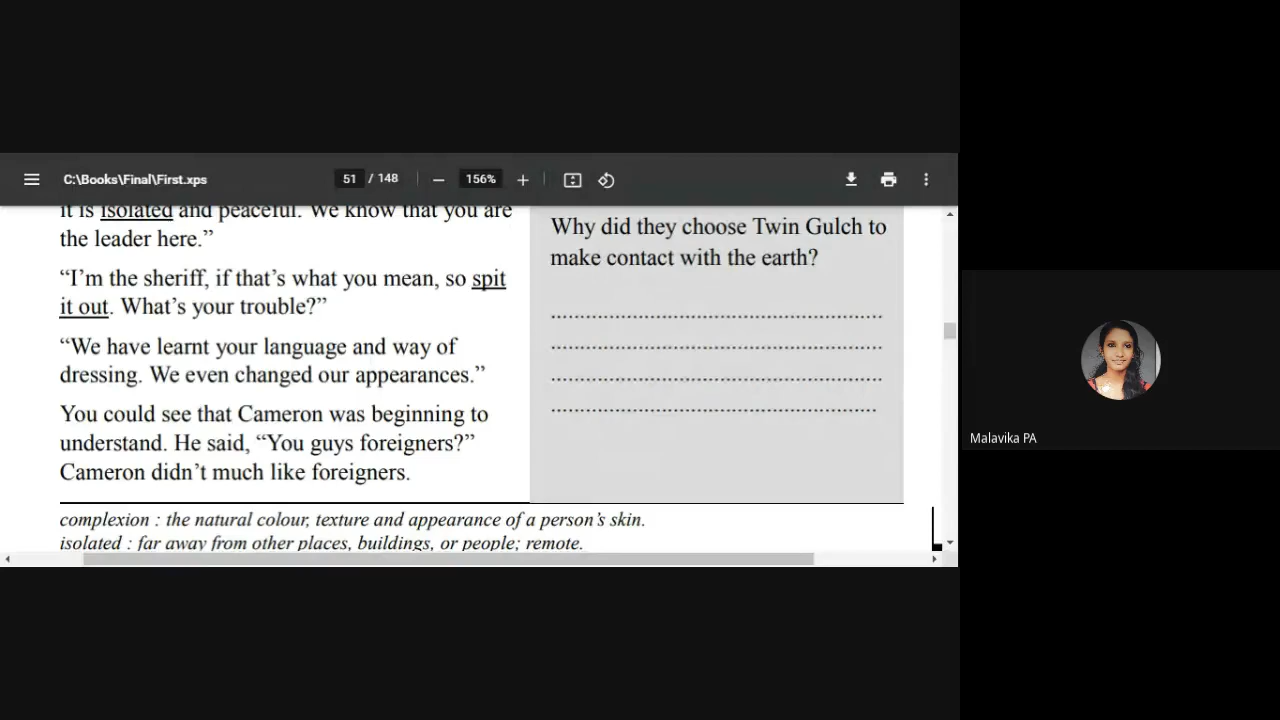 C:\Books\Final\First.xps
51 / 148
156%
it is isolated and peaceful. We know that you are
the leader here.”
“I’m the sheriff, if that’s what you mean, so spit
it out. What’s your trouble?”
“We have learnt your language and way of
dressing. We even changed our appearances.”
You could see that Cameron was beginning to
understand. He said, “You guys foreigners?”
Cameron didn’t much like foreigners.
Why did they choose Twin Gulch to
make contact with the earth?
complexion : the natural colour, texture and appearance of a person’s skin.
isolated : far away from other places, buildings, or people; remote.
Malavika PA